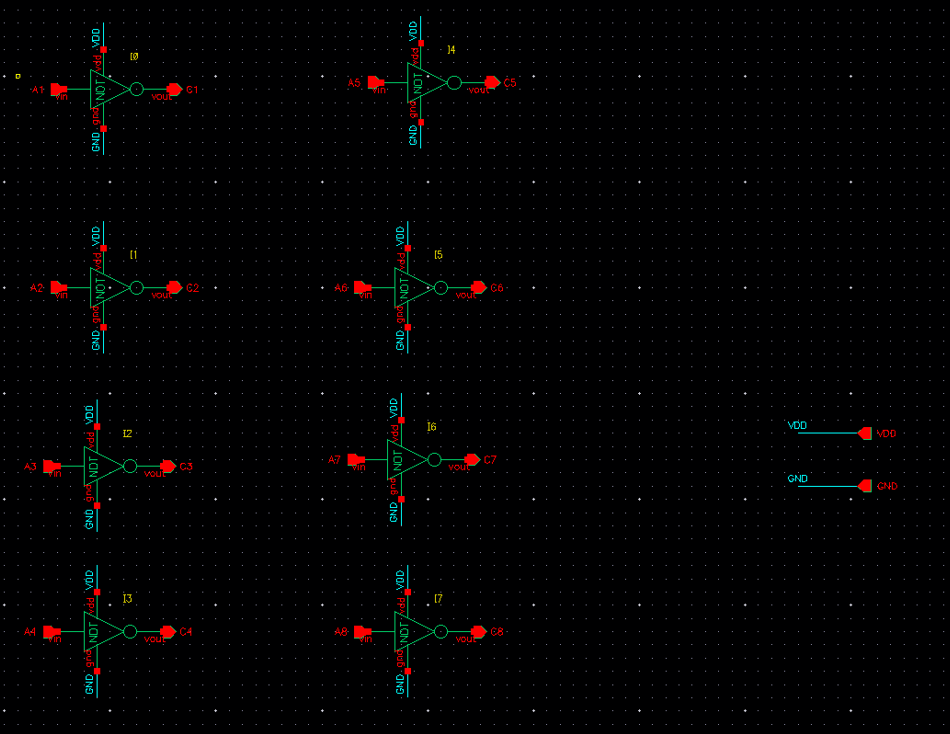 VDD
I0
vdd
A1 vin NOT vout C1
gnd
GND
VDD
I4
vdd
A5 vin NOT vout C5
gnd
GND
VDD
I1
vdd
A2 vin NOT vout C2
gnd
GND
VDD
I5
vdd
A6 vin NOT vout C6
gnd
GND
VDD
I2
vdd
A3 vin NOT vout C3
gnd
GND
VDD
I6
vdd
A7 vin NOT vout C7
gnd
GND
VDD VDD
GND GND
VDD
I3
vdd
A4 vin NOT vout C4
gnd
GND
VDD
I7
vdd
A8 vin NOT vout C8
gnd
GND